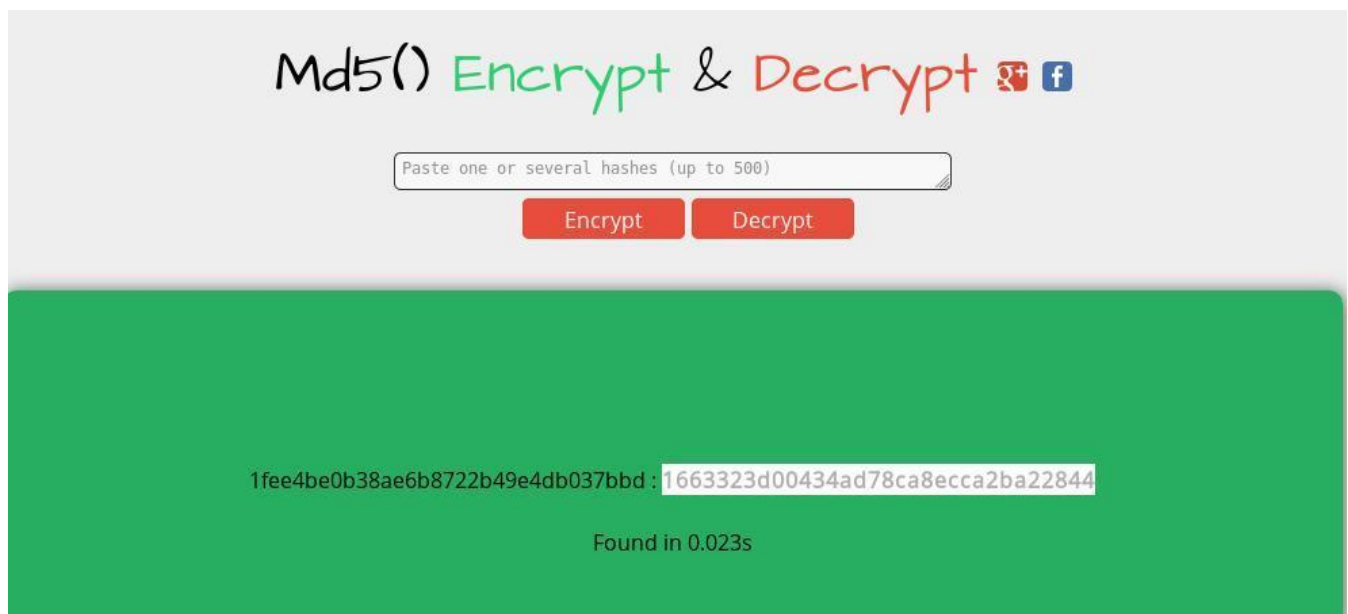 Md5() Encrypt & Decrypt g+ f
Paste one or several hashes (up to 500)
Encrypt Decrypt
1fee4be0b38ae6b8722b49e4db037bbd : 1663323d00434ad78ca8ecca2ba22844
Found in 0.023s